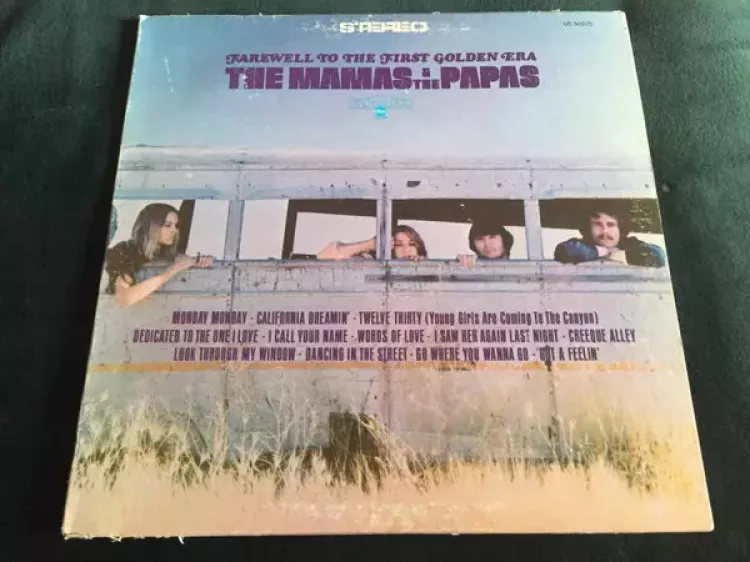 STEREO
FAREWELL TO THE FIRST GOLDEN ERA
THE MAMAS & THE PAPAS
MONDAY MONDAY - CALIFORNIA DREAMIN' - TWELVE THIRTY (Young Girls Are Coming To The Canyon)
DEDICATED TO THE ONE I LOVE - I CALL YOUR NAME - WORDS OF LOVE - I SAW HER AGAIN LAST NIGHT - CREEQUE ALLEY
LOOK THROUGH MY WINDOW - DANCING IN THE STREET - GO WHERE YOU WANNA GO - GOT A FEELIN'